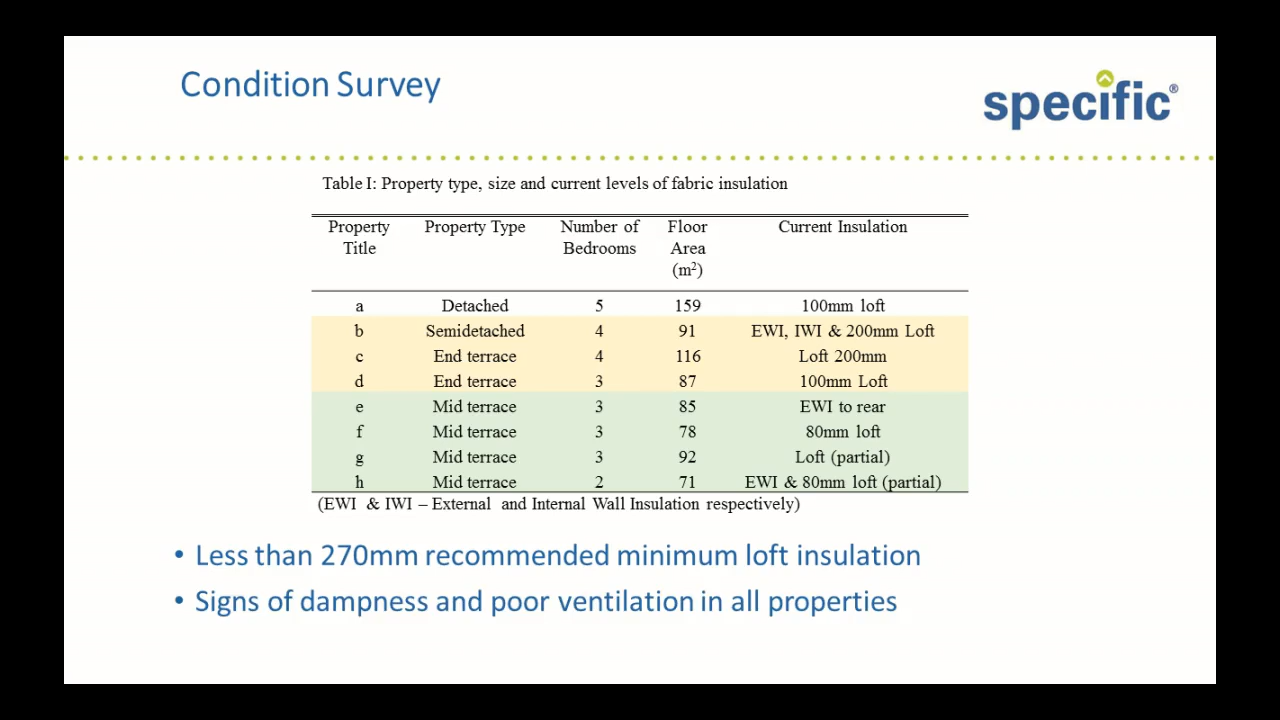 Condition Survey
specific®
Table I: Property type, size and current levels of fabric insulation
Property Title Property Type Number of Bedrooms Floor Area (m²) Current Insulation
a Detached 5 159 100mm loft
b Semidetached 4 91 EWI, IWI & 200mm Loft
c End terrace 4 116 Loft 200mm
d End terrace 3 87 100mm Loft
e Mid terrace 3 85 EWI to rear
f Mid terrace 3 78 80mm loft
g Mid terrace 3 92 Loft (partial)
h Mid terrace 2 71 EWI & 80mm loft (partial)
(EWI & IWI – External and Internal Wall Insulation respectively)
• Less than 270mm recommended minimum loft insulation
• Signs of dampness and poor ventilation in all properties